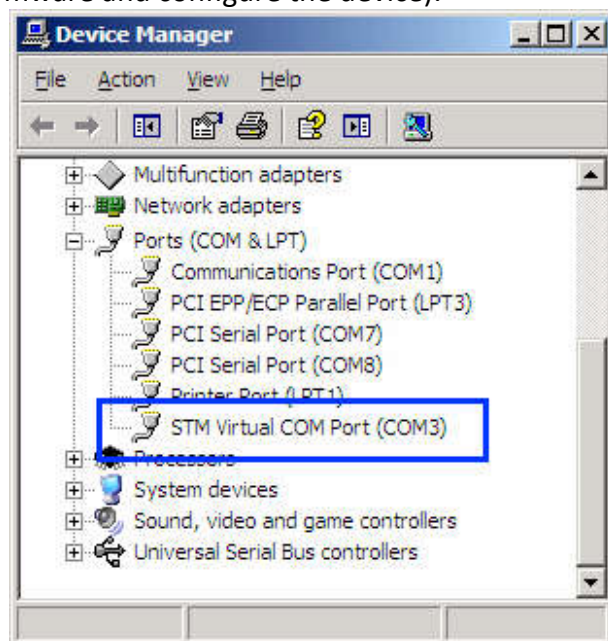 mware and configure the device).
Device Manager
File Action View Help
Multifunction adapters
Network adapters
Ports (COM & LPT)
Communications Port (COM1)
PCI EPP/ECP Parallel Port (LPT3)
PCI Serial Port (COM7)
PCI Serial Port (COM8)
Printer Port (LPT1)
STM Virtual COM Port (COM3)
Processors
System devices
Sound, video and game controllers
Universal Serial Bus controllers